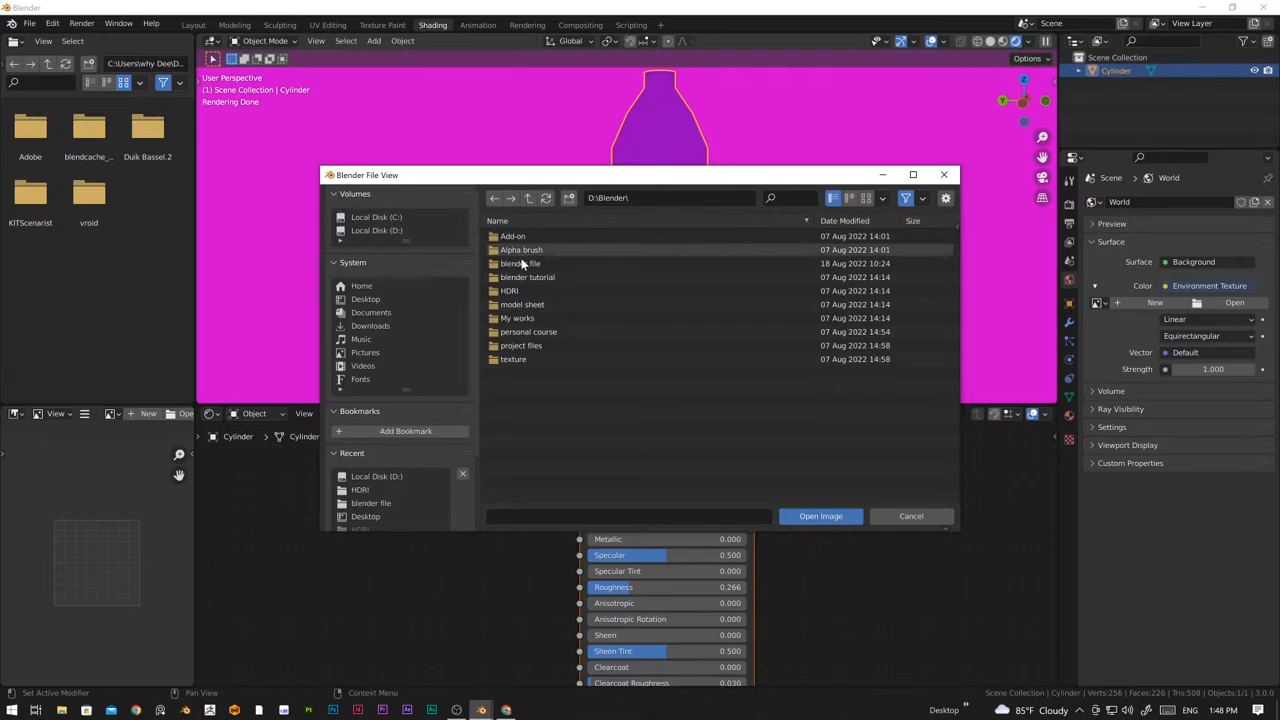 Blender
File Edit Render Window Help
Layout Modeling Sculpting UV Editing Texture Paint Shading Animation Rendering Compositing Scripting +
Scene
View Layer
View Select
Object Mode View Select Add Object
Global
C:\Users\why Dee\D...
Options
User Perspective
(1) Scene Collection | Cylinder
Rendering Done
Z
Y
Adobe
blendcache_...
Duik Bassel.2
KITScenarist
vroid
Scene Collection
Cylinder
Scene > World
World
Preview
Surface
Surface Background
Color Environment Texture
New Open
Linear
Equirectangular
Vector Default
Strength 1.000
Volume
Ray Visibility
Settings
Viewport Display
Custom Properties
Blender File View
Volumes
Local Disk (C:)
Local Disk (D:)
System
Home
Desktop
Documents
Downloads
Music
Pictures
Videos
Fonts
Bookmarks
Add Bookmark
Recent
Local Disk (D:)
HDRI
blender file
Desktop
HDRI
D:\Blender\
Name Date Modified Size
Add-on 07 Aug 2022 14:01
Alpha brush 07 Aug 2022 14:01
blender file 18 Aug 2022 10:24
blender tutorial 07 Aug 2022 14:14
HDRI 07 Aug 2022 14:14
model sheet 07 Aug 2022 14:14
My works 07 Aug 2022 14:14
personal course 07 Aug 2022 14:54
project files 07 Aug 2022 14:58
texture 07 Aug 2022 14:58
Open Image Cancel
View New Ope
Object View
Cylinder > Cylinder
Metallic 0.000
Specular 0.500
Specular Tint 0.000
Roughness 0.266
Anisotropic 0.000
Anisotropic Rotation 0.000
Sheen 0.000
Sheen Tint 0.500
Clearcoat 0.000
Clearcoat Roughness 0.030
Set Active Modifier Pan View Context Menu
Scene Collection | Cylinder | Verts:256 | Faces:226 | Tris:508 | Objects:1/1 | 3.0.0
Desktop 85°F Cloudy ENG 1:48 PM